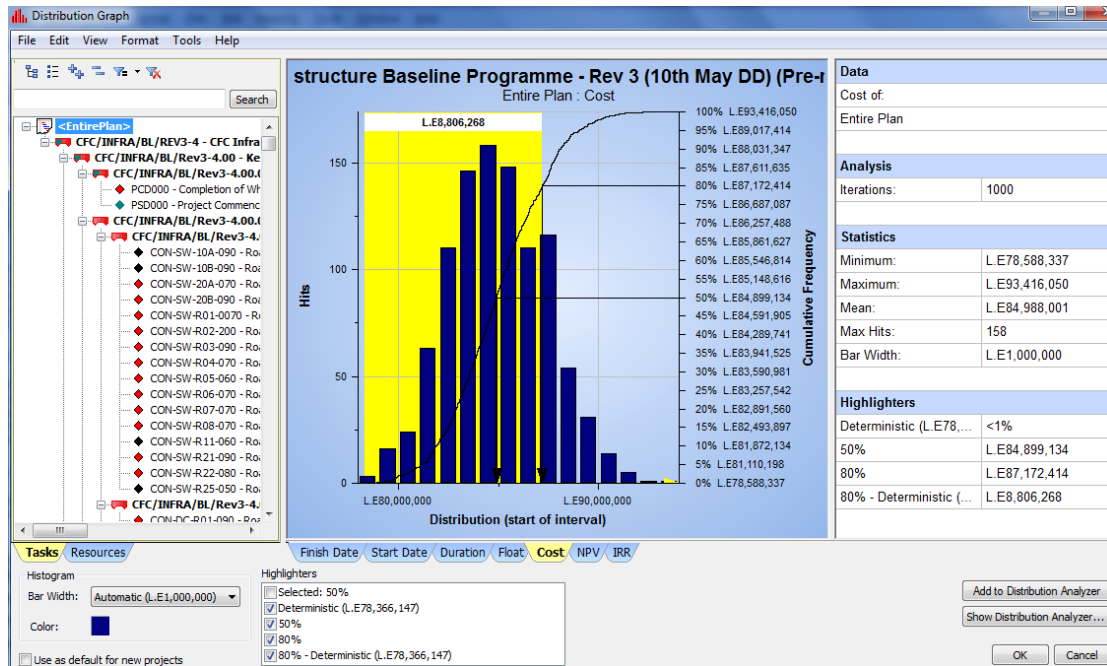 Distribution Graph
File Edit View Format Tools Help
Search
<EntirePlan>
CFC/INFRA/BL/REV3-4 - CFC Infra
CFC/INFRA/BL/Rev3-4.00 - Ke
CFC/INFRA/BL/Rev3-4.00.0
PCD000 - Completion of Wh
PSD000 - Project Commenc
CFC/INFRA/BL/Rev3-4.00.0
CFC/INFRA/BL/Rev3-4.
CON-SW-10A-090 - Roa
CON-SW-10B-090 - Roa
CON-SW-20A-070 - Roa
CON-SW-20B-090 - Roa
CON-SW-R01-0070 - Roa
CON-SW-R02-200 - Roa
CON-SW-R03-090 - Roa
CON-SW-R04-070 - Roa
CON-SW-R05-060 - Roa
CON-SW-R06-070 - Roa
CON-SW-R07-070 - Roa
CON-SW-R08-070 - Roa
CON-SW-R11-060 - Roa
CON-SW-R21-090 - Roa
CON-SW-R22-080 - Roa
CON-SW-R25-050 - Roa
CFC/INFRA/BL/Rev3-4.
CON-DC-R01-090 - Roa
Tasks Resources
structure Baseline Programme - Rev 3 (10th May DD) (Pre-r
Entire Plan : Cost
L.E8,806,268
150
100
50
0
Hits
L.E80,000,000 L.E90,000,000
Distribution (start of interval)
100% L.E93,416,050
95% L.E89,017,414
90% L.E88,031,347
85% L.E87,611,635
80% L.E87,172,414
75% L.E86,687,087
70% L.E86,257,488
65% L.E85,861,627
60% L.E85,546,814
55% L.E85,148,616
50% L.E84,899,134
45% L.E84,591,905
40% L.E84,289,741
35% L.E83,941,525
30% L.E83,590,981
25% L.E83,257,542
20% L.E82,891,560
15% L.E82,493,897
10% L.E81,872,134
5% L.E81,110,198
0% L.E78,588,337
Cumulative Frequency
Finish Date Start Date Duration Float Cost NPV IRR
Data
Cost of:
Entire Plan
Analysis
Iterations: 1000
Statistics
Minimum: L.E78,588,337
Maximum: L.E93,416,050
Mean: L.E84,988,001
Max Hits: 158
Bar Width: L.E1,000,000
Highlighters
Deterministic (L.E78,... <1%
50% L.E84,899,134
80% L.E87,172,414
80% - Deterministic (... L.E8,806,268
Histogram
Bar Width: Automatic (L.E1,000,000)
Color:
Use as default for new projects
Highlighters
Selected: 50%
Deterministic (L.E78,366,147)
50%
80%
80% - Deterministic (L.E78,366,147)
Add to Distribution Analyzer
Show Distribution Analyzer...
OK Cancel